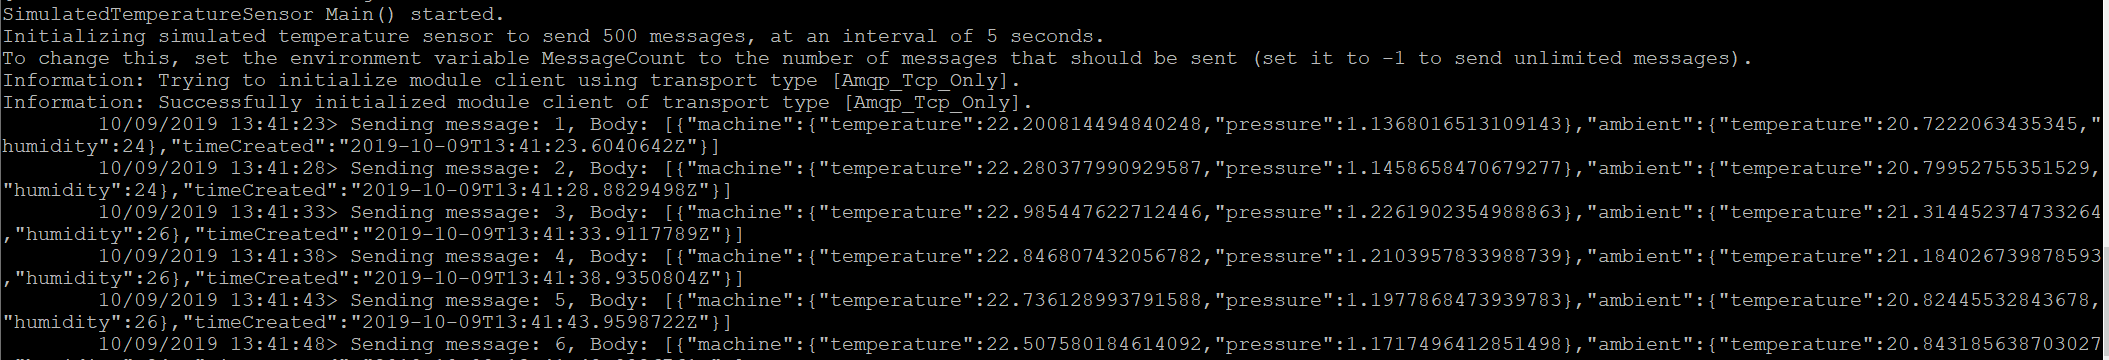 SimulatedTemperatureSensor Main() started.
Initializing simulated temperature sensor to send 500 messages, at an interval of 5 seconds.
To change this, set the environment variable MessageCount to the number of messages that should be sent (set it to -1 to send unlimited messages).
Information: Trying to initialize module client using transport type [Amqp_Tcp_Only].
Information: Successfully initialized module client of transport type [Amqp_Tcp_Only].
        10/09/2019 13:41:23> Sending message: 1, Body: [{"machine":{"temperature":22.200814494840248,"pressure":1.1368016513109143},"ambient":{"temperature":20.7222063435345,"
humidity":24},"timeCreated":"2019-10-09T13:41:23.6040642Z"}]
        10/09/2019 13:41:28> Sending message: 2, Body: [{"machine":{"temperature":22.280377990929587,"pressure":1.1458658470679277},"ambient":{"temperature":20.79952755351529,
"humidity":24},"timeCreated":"2019-10-09T13:41:28.8829498Z"}]
        10/09/2019 13:41:33> Sending message: 3, Body: [{"machine":{"temperature":22.985447622712446,"pressure":1.2261902354988863},"ambient":{"temperature":21.314452374733264
,"humidity":26},"timeCreated":"2019-10-09T13:41:33.9117789Z"}]
        10/09/2019 13:41:38> Sending message: 4, Body: [{"machine":{"temperature":22.846807432056782,"pressure":1.2103957833988739},"ambient":{"temperature":21.184026739878593
,"humidity":26},"timeCreated":"2019-10-09T13:41:38.9350804Z"}]
        10/09/2019 13:41:43> Sending message: 5, Body: [{"machine":{"temperature":22.736128993791588,"pressure":1.1977868473939783},"ambient":{"temperature":20.82445532843678,
"humidity":26},"timeCreated":"2019-10-09T13:41:43.9598722Z"}]
        10/09/2019 13:41:48> Sending message: 6, Body: [{"machine":{"temperature":22.507580184614092,"pressure":1.1717496412851498},"ambient":{"temperature":20.843185638703027